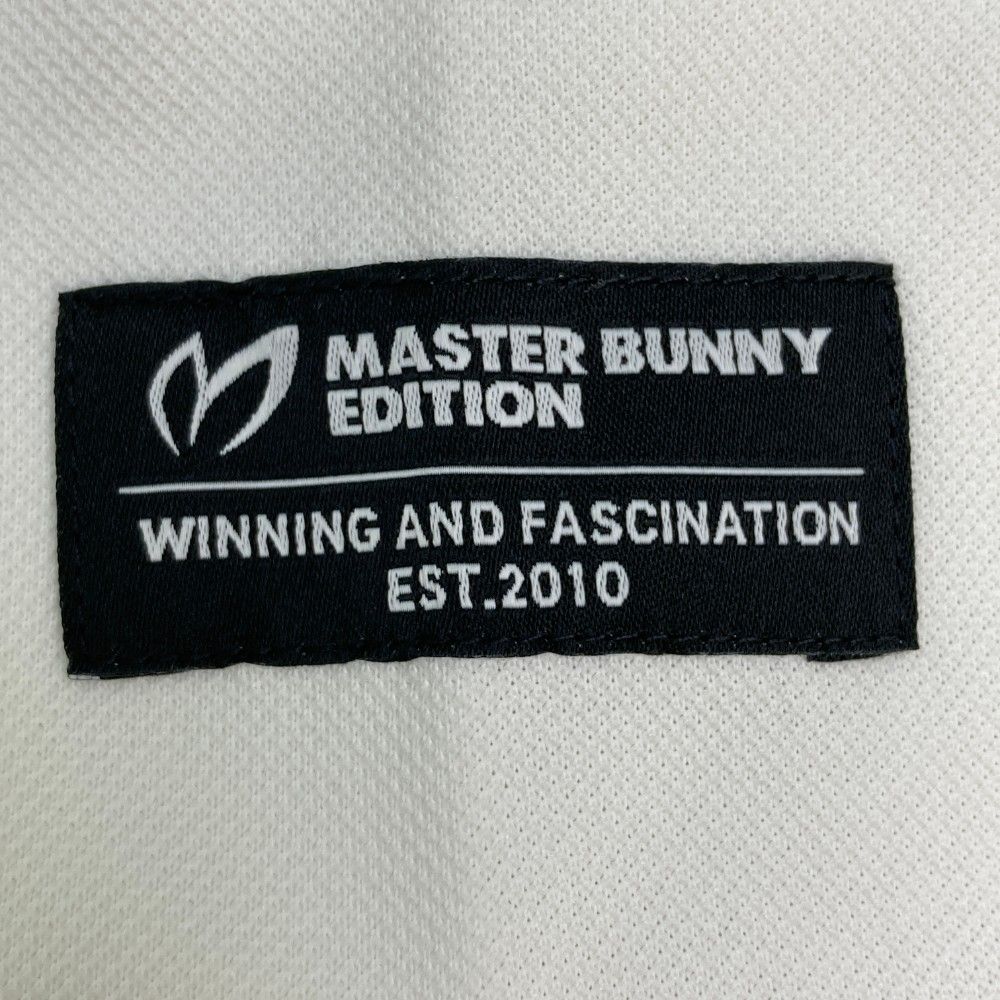 MASTER BUNNY
EDITION
WINNING AND FASCINATION
EST.2010